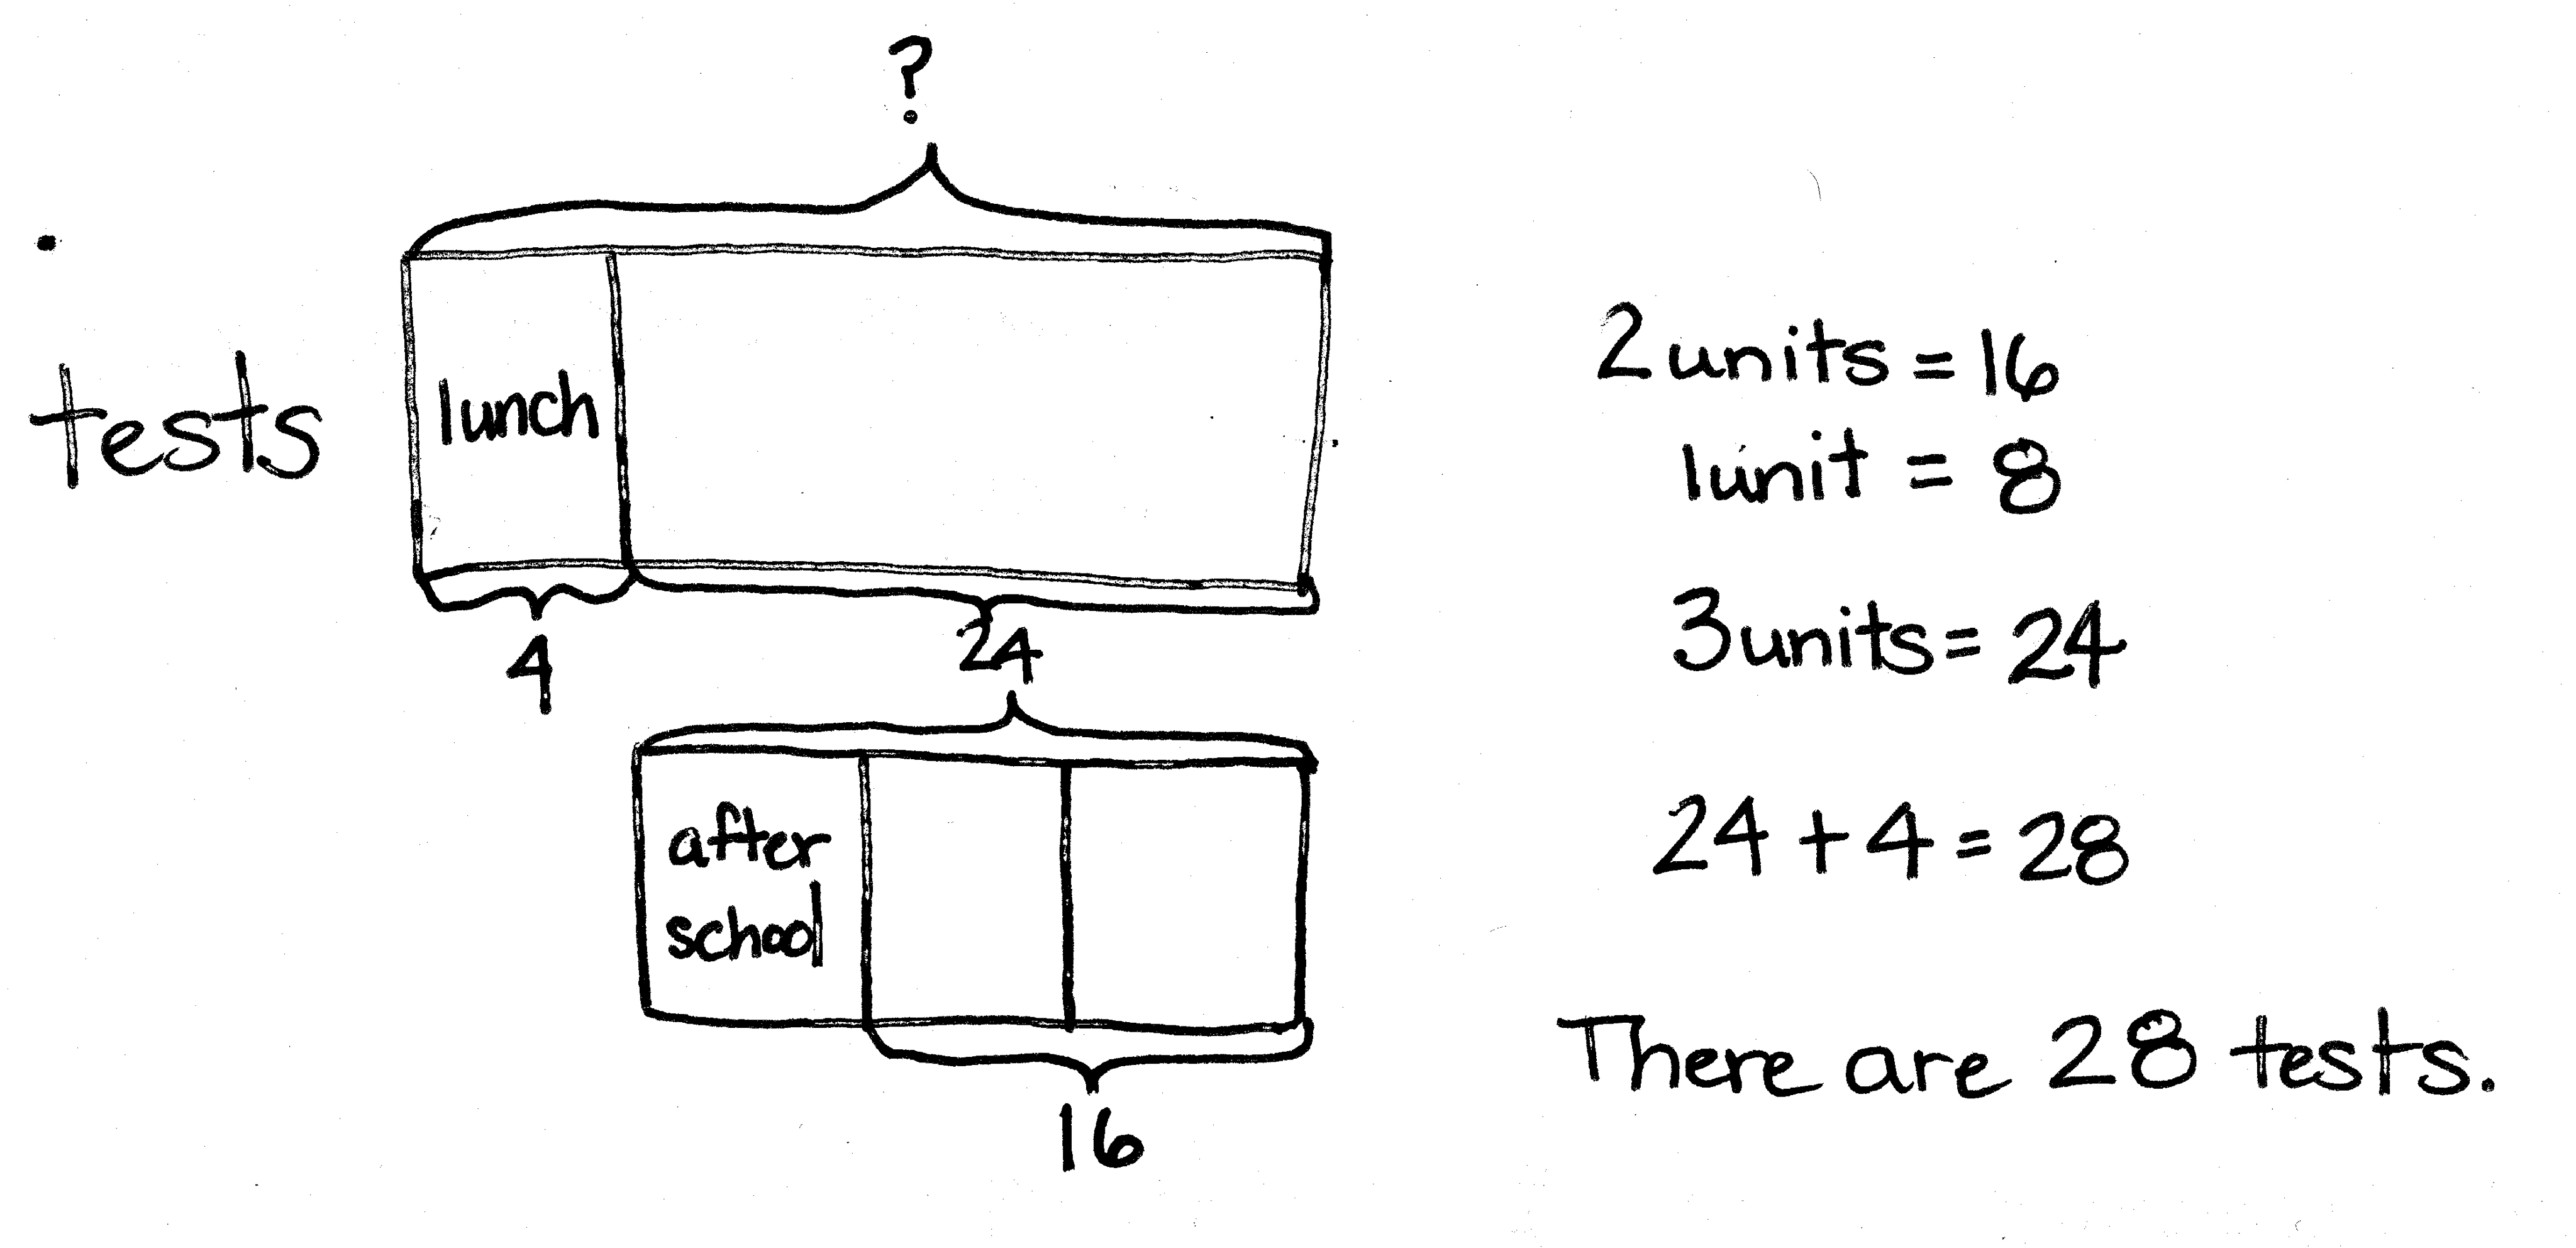 ?
tests
lunch
4
24
after
school
16
2 units = 16
1 unit = 8
3 units = 24
24 + 4 = 28
There are 28 tests.